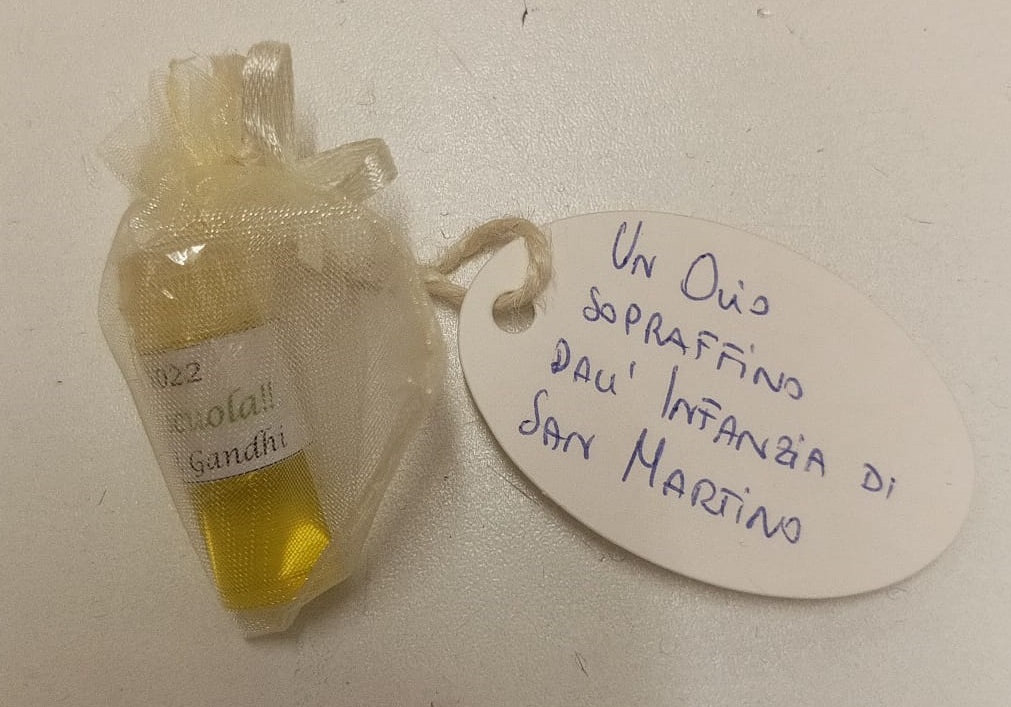 022
cuola!!
Gandhi
Un Olio
SOPRAFFiNO
DALL' INFANZIA Di
SAN MARTiNO